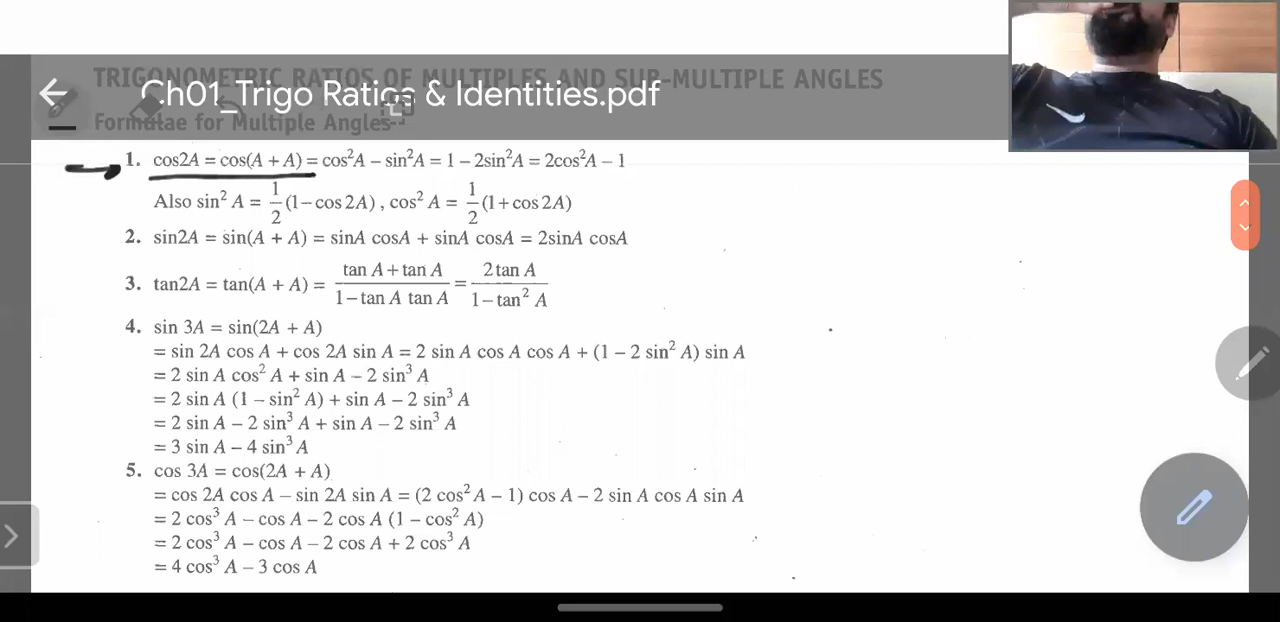 TRIGONOMETRIC RATIOS OF MULTIPLES AND SUB-MULTIPLE ANGLES
Ch01_Trigo Ratios & Identities.pdf
Formulae for Multiple Angles
1. cos2A = cos(A + A) = cos²A – sin²A = 1 – 2sin²A = 2cos²A – 1
Also sin² A = 1/2 (1 – cos 2A) , cos² A = 1/2 (1 + cos 2A)
2. sin2A = sin(A + A) = sinA cosA + sinA cosA = 2sinA cosA
3. tan2A = tan(A + A) = (tan A + tan A)/(1 – tan A tan A) = (2 tan A)/(1 – tan² A)
4. sin 3A = sin(2A + A)
= sin 2A cos A + cos 2A sin A = 2 sin A cos A cos A + (1 – 2 sin² A) sin A
= 2 sin A cos² A + sin A – 2 sin³ A
= 2 sin A (1 – sin² A) + sin A – 2 sin³ A
= 2 sin A – 2 sin³ A + sin A – 2 sin³ A
= 3 sin A – 4 sin³ A
5. cos 3A = cos(2A + A)
= cos 2A cos A – sin 2A sin A = (2 cos² A – 1) cos A – 2 sin A cos A sin A
= 2 cos³ A – cos A – 2 cos A (1 – cos² A)
= 2 cos³ A – cos A – 2 cos A + 2 cos³ A
= 4 cos³ A – 3 cos A